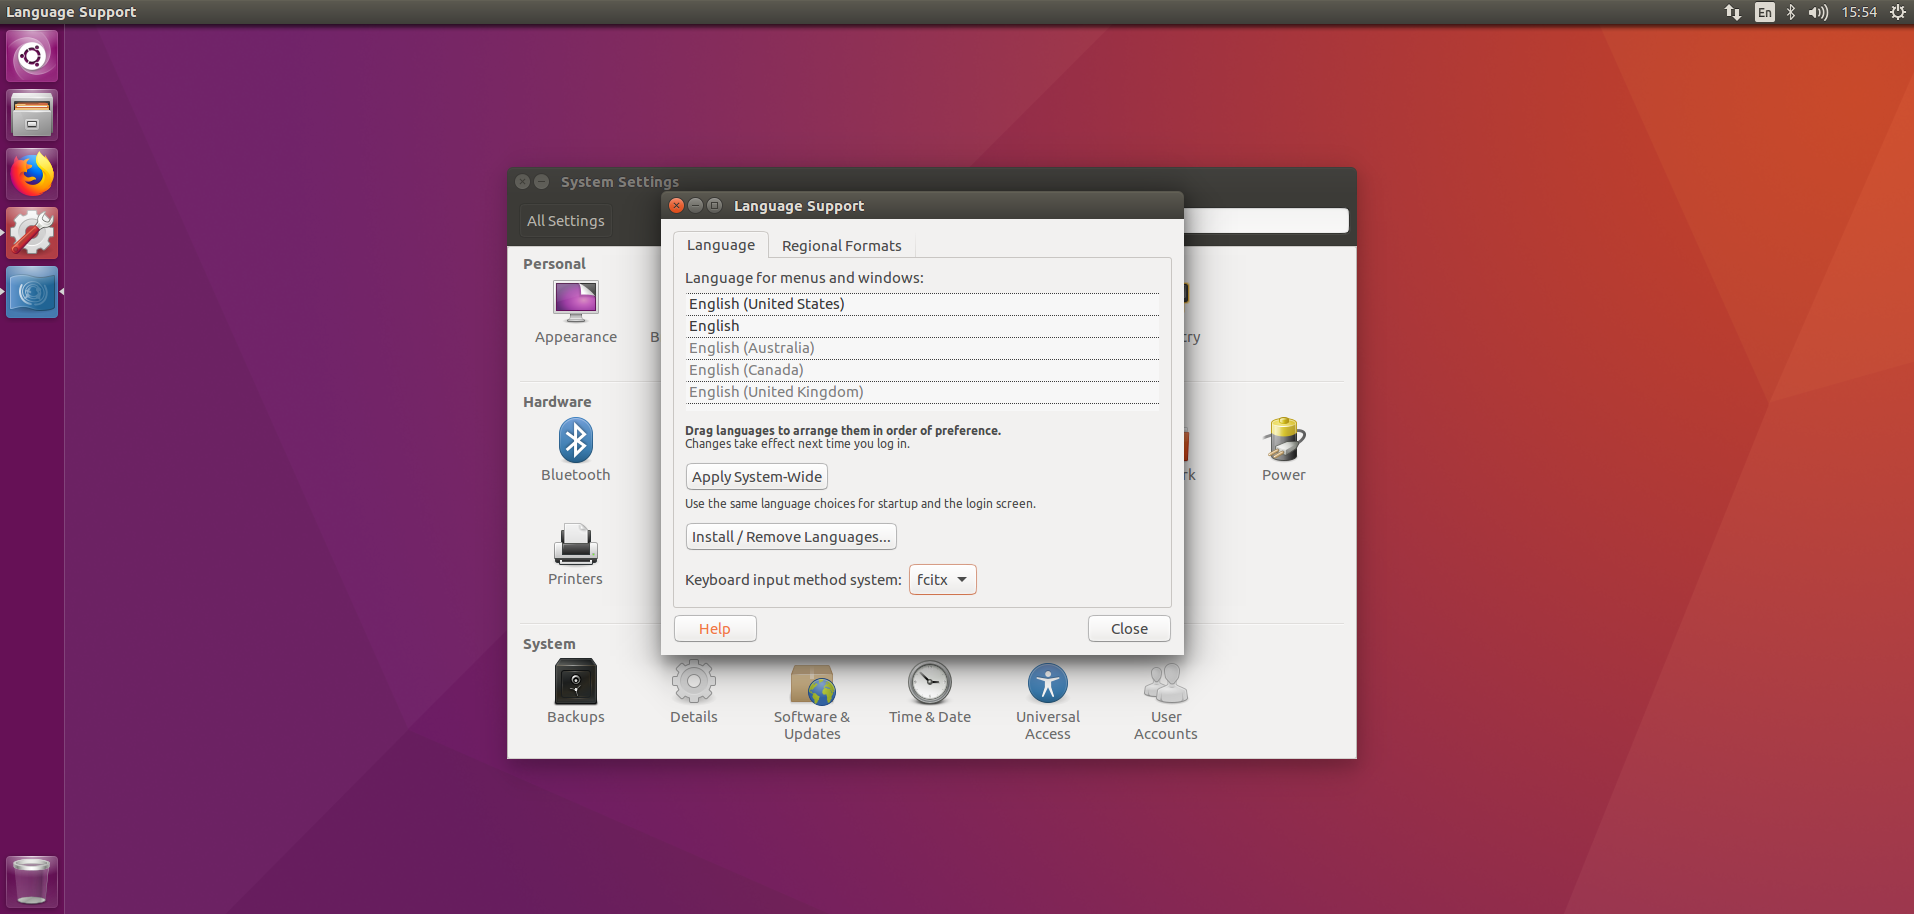 Language Support
En
15:54
System Settings
All Settings
Language Support
Language
Regional Formats
Language for menus and windows:
English (United States)
English
English (Australia)
English (Canada)
English (United Kingdom)
Drag languages to arrange them in order of preference.
Changes take effect next time you log in.
Apply System-Wide
Use the same language choices for startup and the login screen.
Install / Remove Languages...
Keyboard input method system:
fcitx
Help
Close
Personal
Appearance
B
ry
Hardware
Bluetooth
rk
Power
Printers
System
Backups
Details
Software &
Updates
Time & Date
Universal
Access
User
Accounts